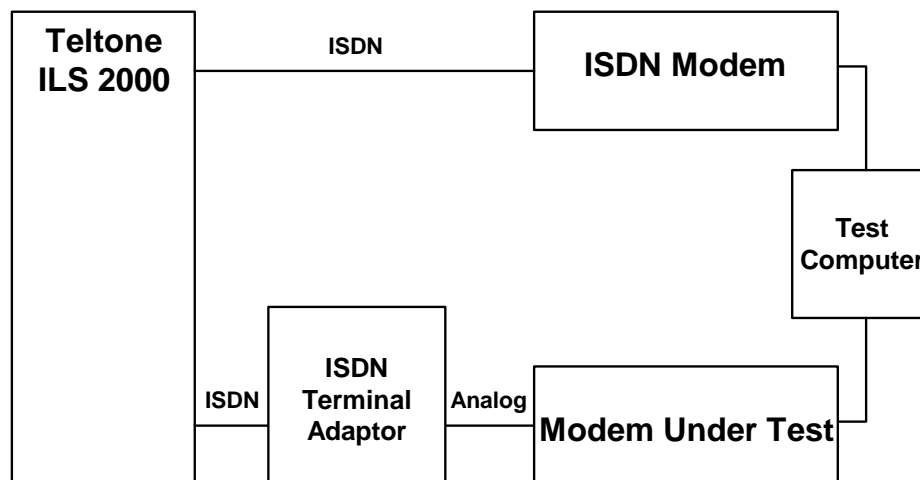 Teltone
ILS 2000
ISDN
ISDN Modem
Test
Computer
ISDN
ISDN
Terminal
Adaptor
Analog
Modem Under Test